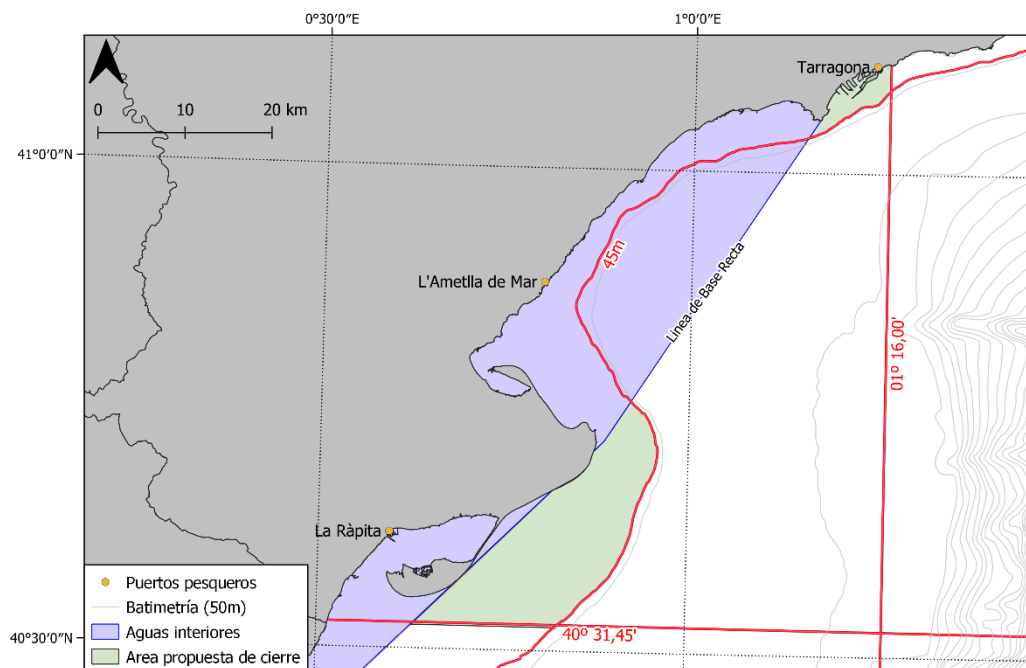 0°30'0"E
1°0'0"E
Tarragona
0 10 20 km
41°0'0"N
45m
L'Ametlla de Mar
Linea de Base Recta
01º 16,00'
La Ràpita
Puertos pesqueros
Batimetría (50m)
Aguas interiores
Area propuesta de cierre
40º 31,45'
40°30'0"N